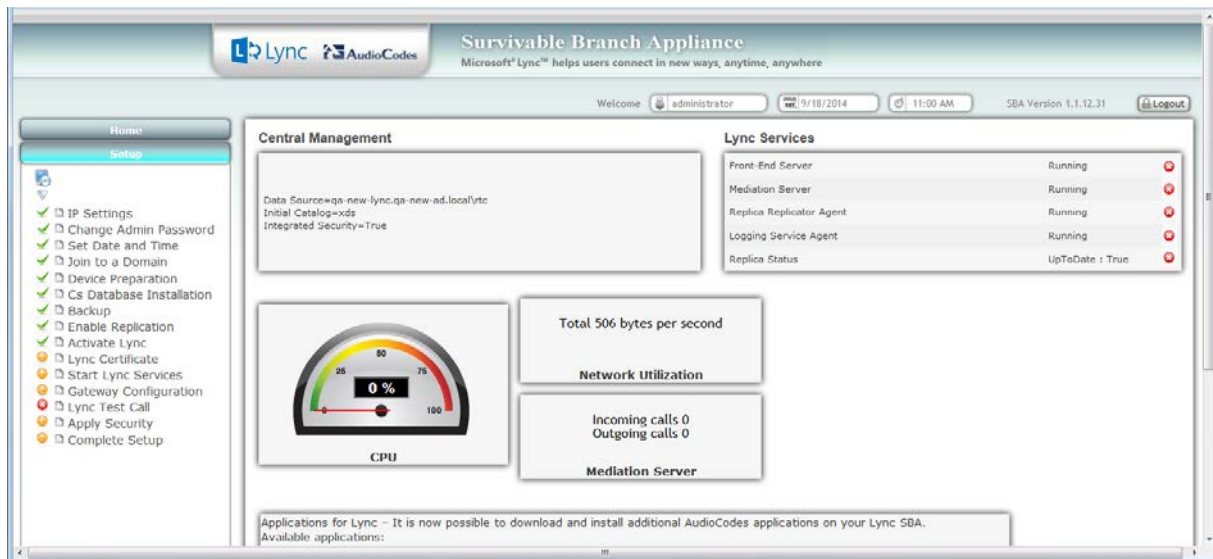 Lync AudioCodes
Survivable Branch Appliance
Microsoft® Lync™ helps users connect in new ways, anytime, anywhere
Welcome administrator 9/18/2014 11:00 AM SBA Version 1.1.12.31 Logout
Home
Setup
IP Settings
Change Admin Password
Set Date and Time
Join to a Domain
Device Preparation
Cs Database Installation
Backup
Enable Replication
Activate Lync
Lync Certificate
Start Lync Services
Gateway Configuration
Lync Test Call
Apply Security
Complete Setup
Central Management
Data Source=qa-new-lync.qa-new-ad.local\rtc
Initial Catalog=xds
Integrated Security=True
Lync Services
Front-End Server Running
Mediation Server Running
Replica Replicator Agent Running
Logging Service Agent Running
Replica Status UpToDate : True
0 25 50 75 100
0 %
CPU
Total 506 bytes per second
Network Utilization
Incoming calls 0
Outgoing calls 0
Mediation Server
Applications for Lync - It is now possible to download and install additional AudioCodes applications on your Lync SBA.
Available applications: